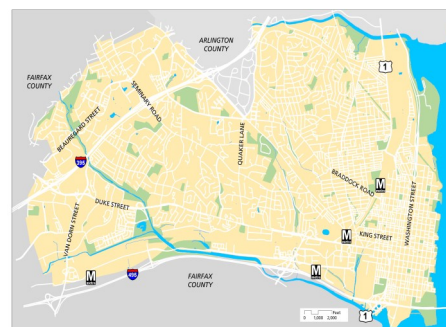 ARLINGTON
COUNTY
1
FAIRFAX
COUNTY
SEMINARY ROAD
BEAUREGARD STREET
QUAKER LANE
395
BRADDOCK ROAD
M
WASHINGTON STREET
DUKE STREET
VAN DORN STREET
KING STREET
M
M
M
495
FAIRFAX
COUNTY
Feet
0 1,000 2,000
1